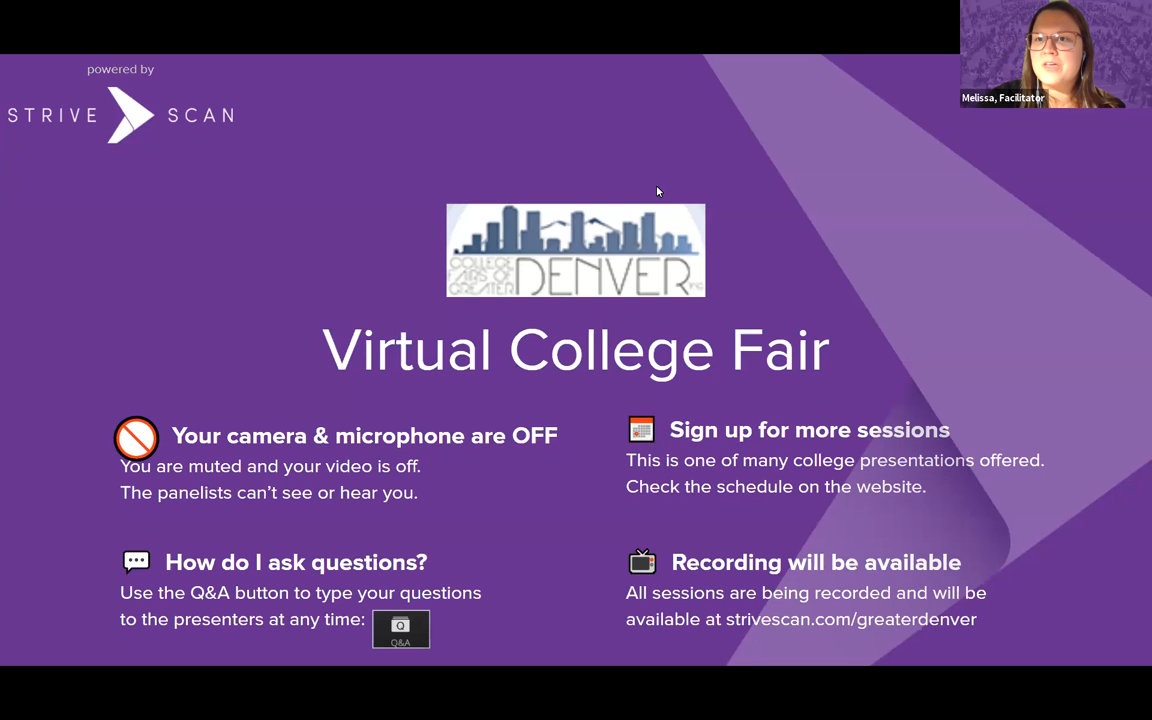 powered by
STRIVE SCAN
Melissa, Facilitator
COLLEGE
FAIRS OF
GREATER
DENVER
Virtual College Fair
Your camera & microphone are OFF
You are muted and your video is off.
The panelists can’t see or hear you.
Sign up for more sessions
This is one of many college presentations offered.
Check the schedule on the website.
How do I ask questions?
Use the Q&A button to type your questions
to the presenters at any time:
Q
Q&A
Recording will be available
All sessions are being recorded and will be
available at strivescan.com/greaterdenver